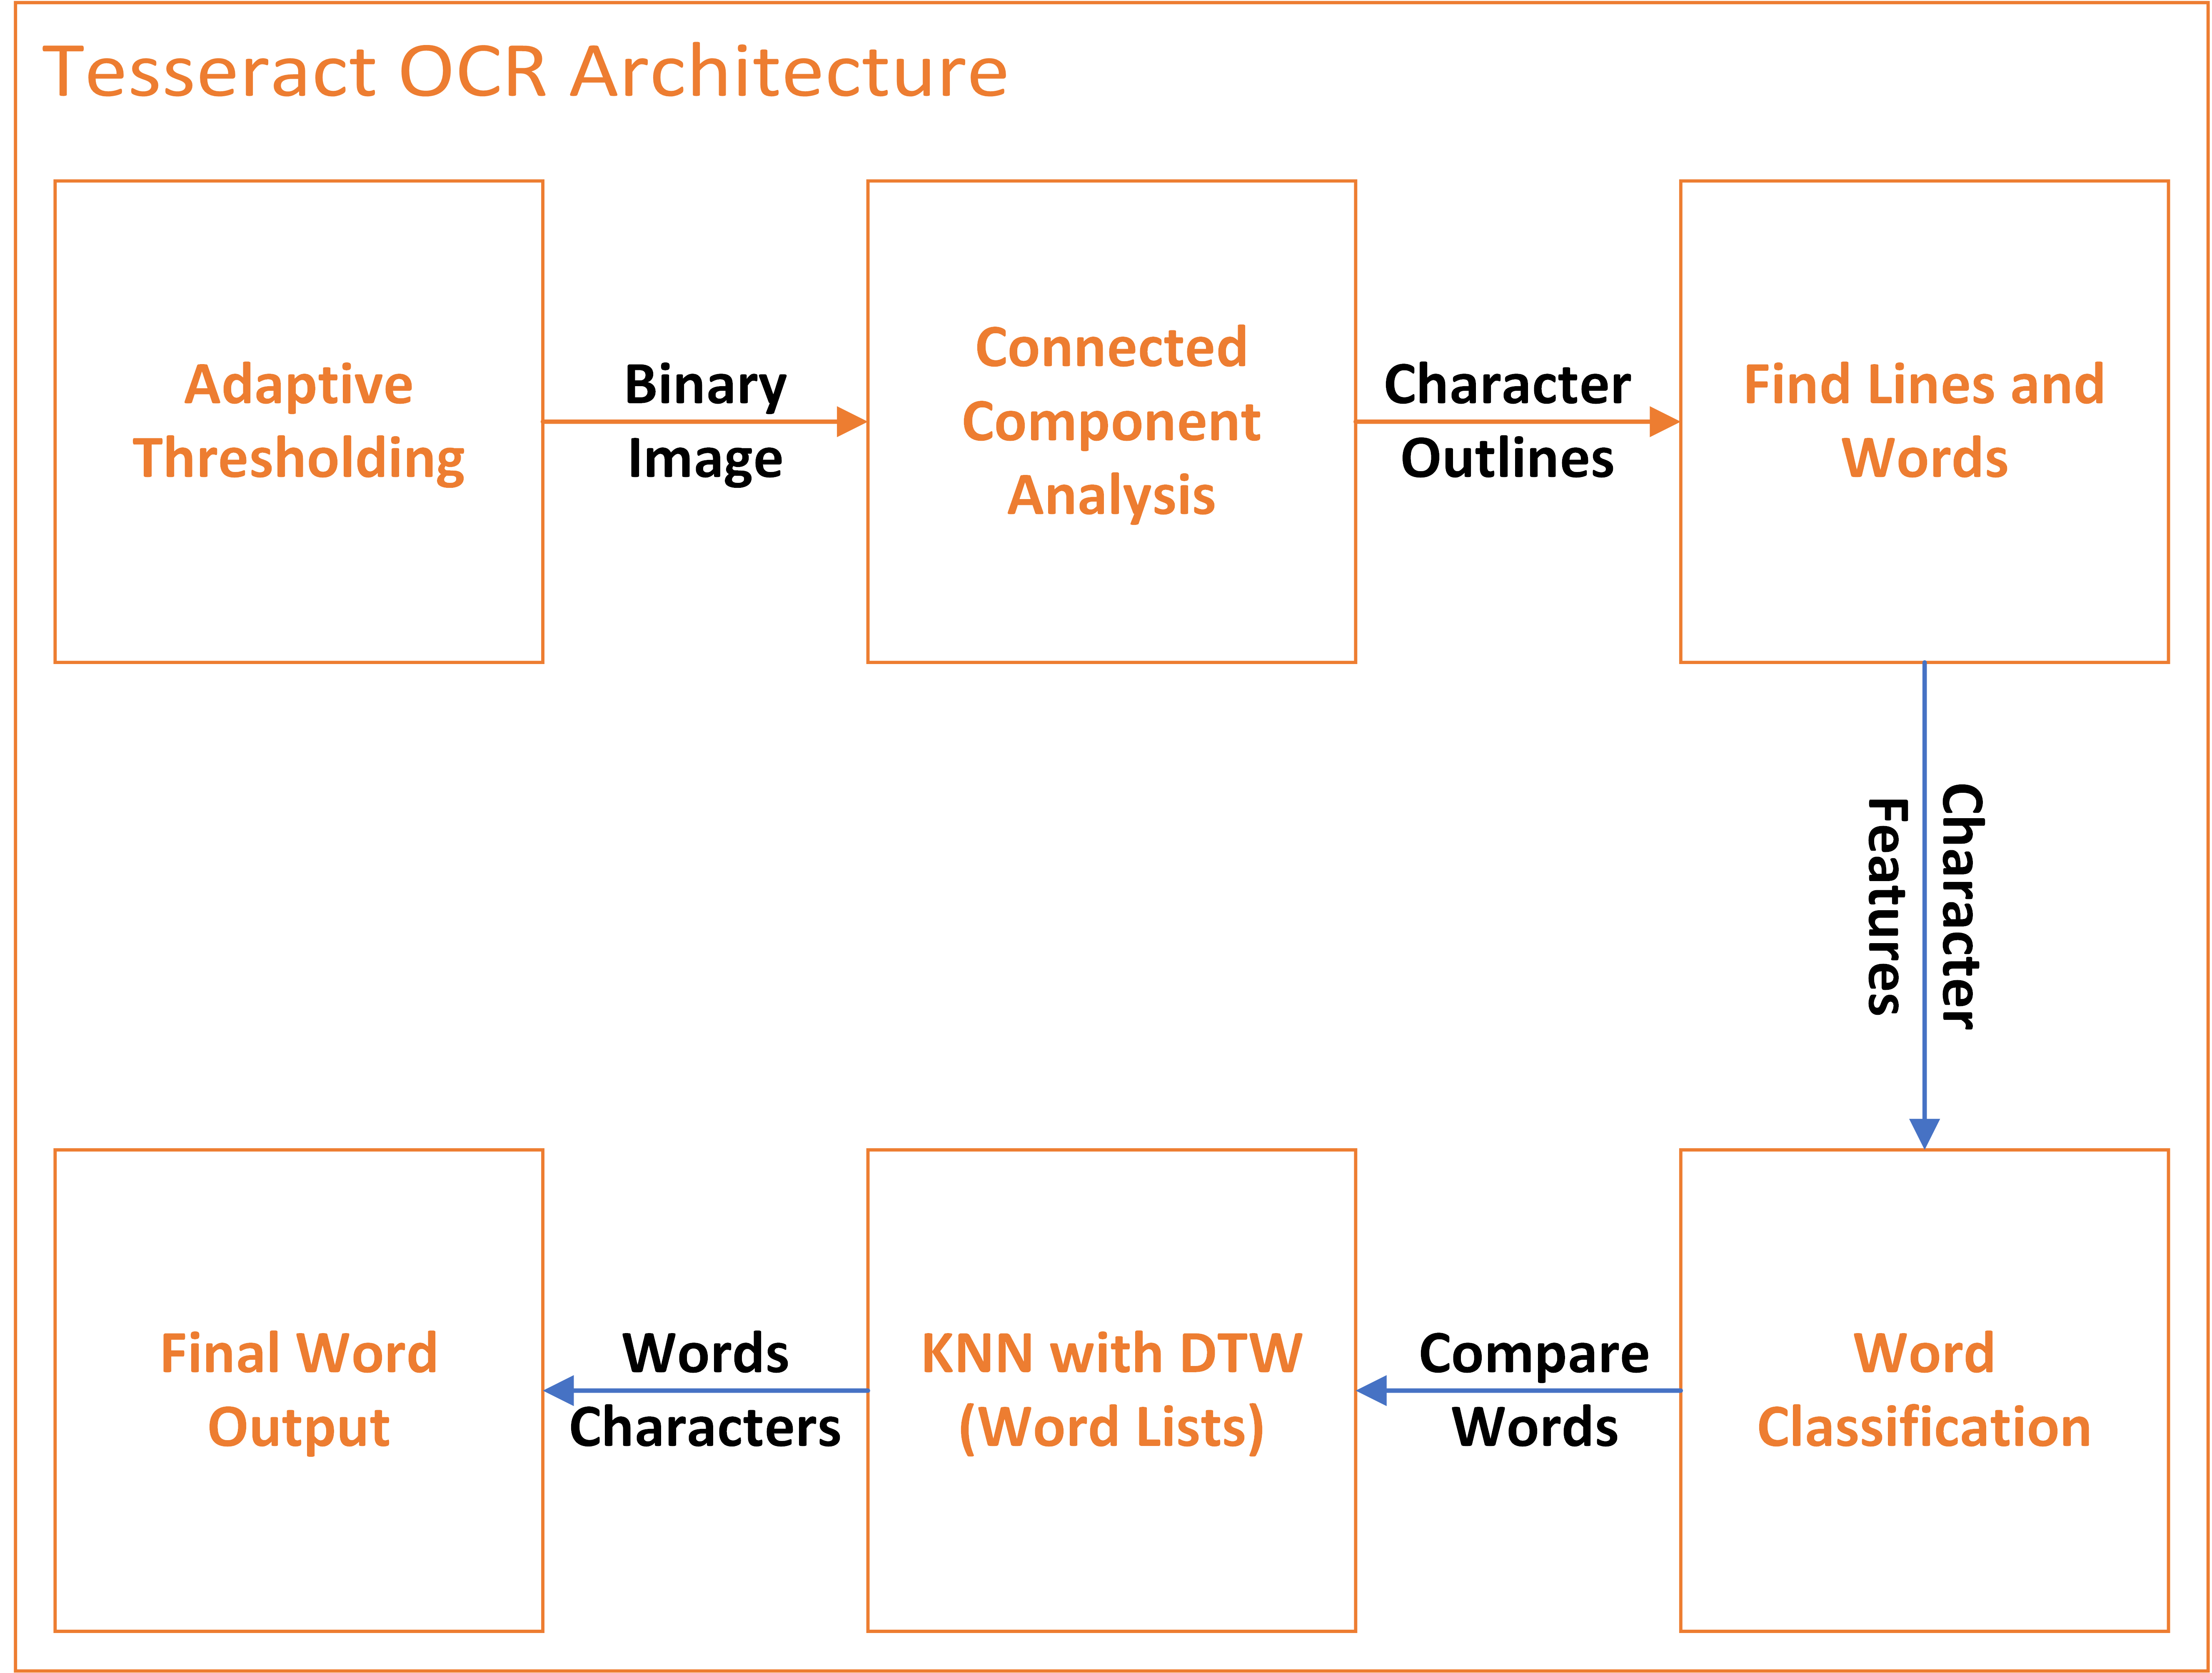 Tesseract OCR Architecture
Adaptive
Thresholding
Binary
Image
Connected
Component
Analysis
Character
Outlines
Find Lines and
Words
Character
Features
Word
Classification
Compare
Words
KNN with DTW
(Word Lists)
Words
Characters
Final Word
Output